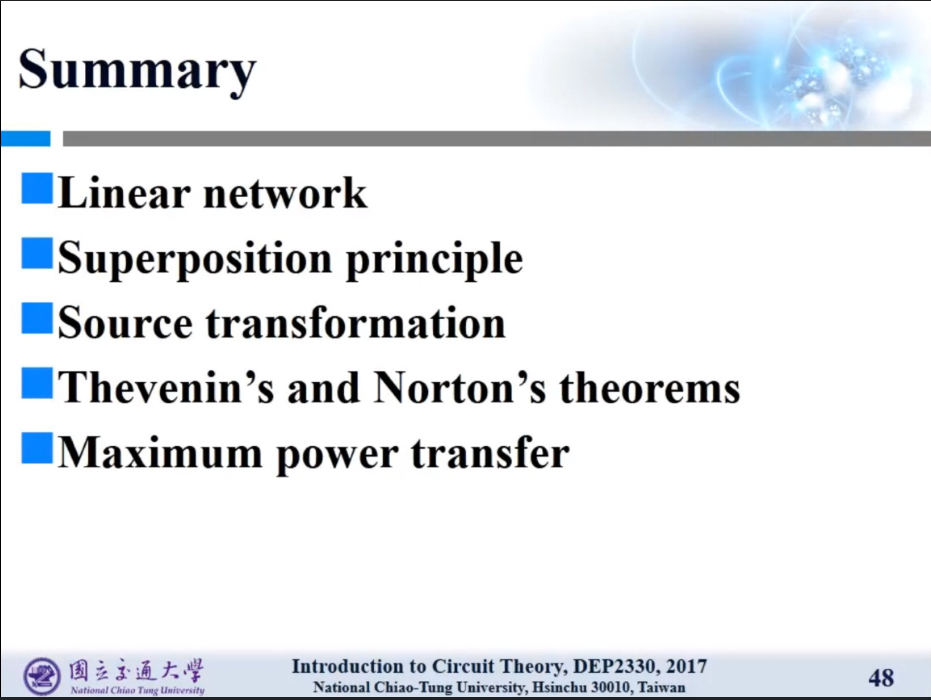 Summary
Linear network
Superposition principle
Source transformation
Thevenin’s and Norton’s theorems
Maximum power transfer
國立交通大學
National Chiao Tung University
Introduction to Circuit Theory, DEP2330, 2017
National Chiao-Tung University, Hsinchu 30010, Taiwan
48